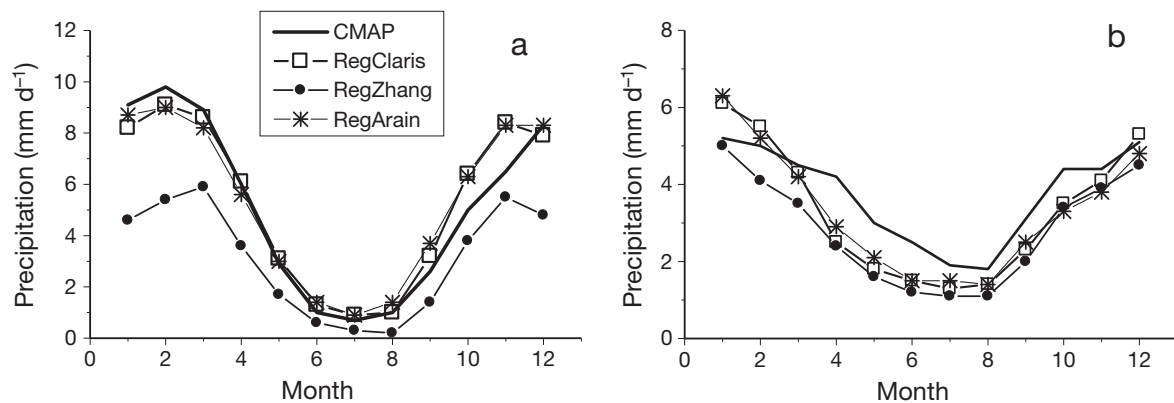 a
CMAP
RegClaris
RegZhang
RegArain
Precipitation (mm d⁻¹)
12
10
8
6
4
2
0
0 2 4 6 8 10 12
Month
b
Precipitation (mm d⁻¹)
8
6
4
2
0
0 2 4 6 8 10 12
Month